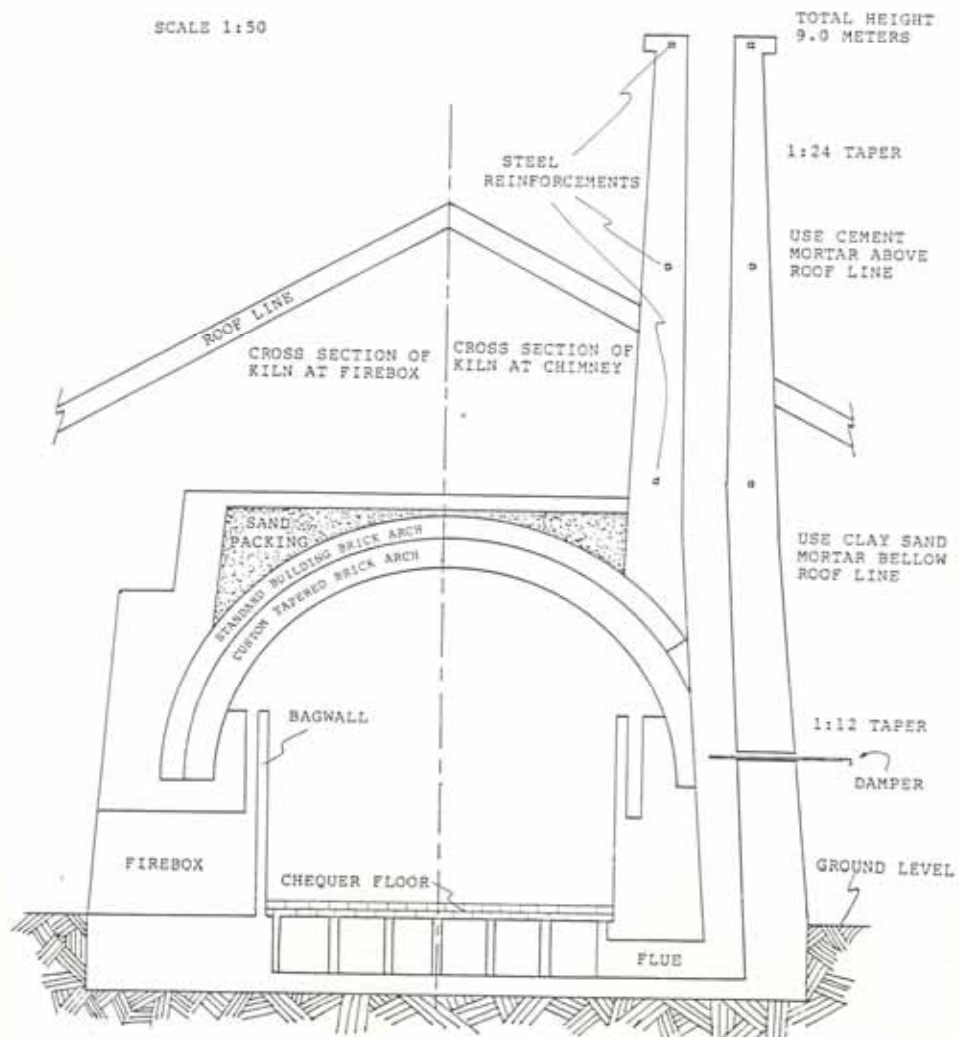 SCALE 1:50
TOTAL HEIGHT
9.0 METERS
1:24 TAPER
STEEL
REINFORCEMENTS
USE CEMENT
MORTAR ABOVE
ROOF LINE
ROOF LINE
CROSS SECTION OF
KILN AT FIREBOX
CROSS SECTION OF
KILN AT CHIMNEY
SAND
PACKING
STANDARD BUILDING BRICK ARCH
CUSTOM TAPERED BRICK ARCH
USE CLAY SAND
MORTAR BELLOW
ROOF LINE
BAGWALL
1:12 TAPER
DAMPER
FIREBOX
CHEQUER FLOOR
GROUND LEVEL
FLUE